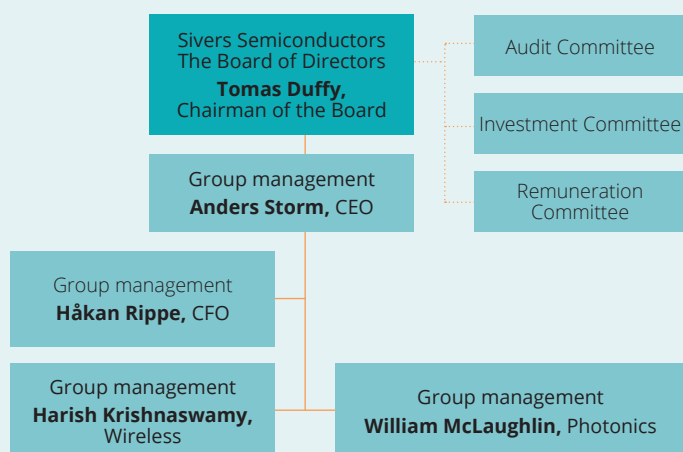 Sivers Semiconductors
The Board of Directors
Tomas Duffy,
Chairman of the Board
Audit Committee
Investment Committee
Remuneration
Committee
Group management
Anders Storm, CEO
Group management
Håkan Rippe, CFO
Group management
Harish Krishnaswamy,
Wireless
Group management
William McLaughlin, Photonics